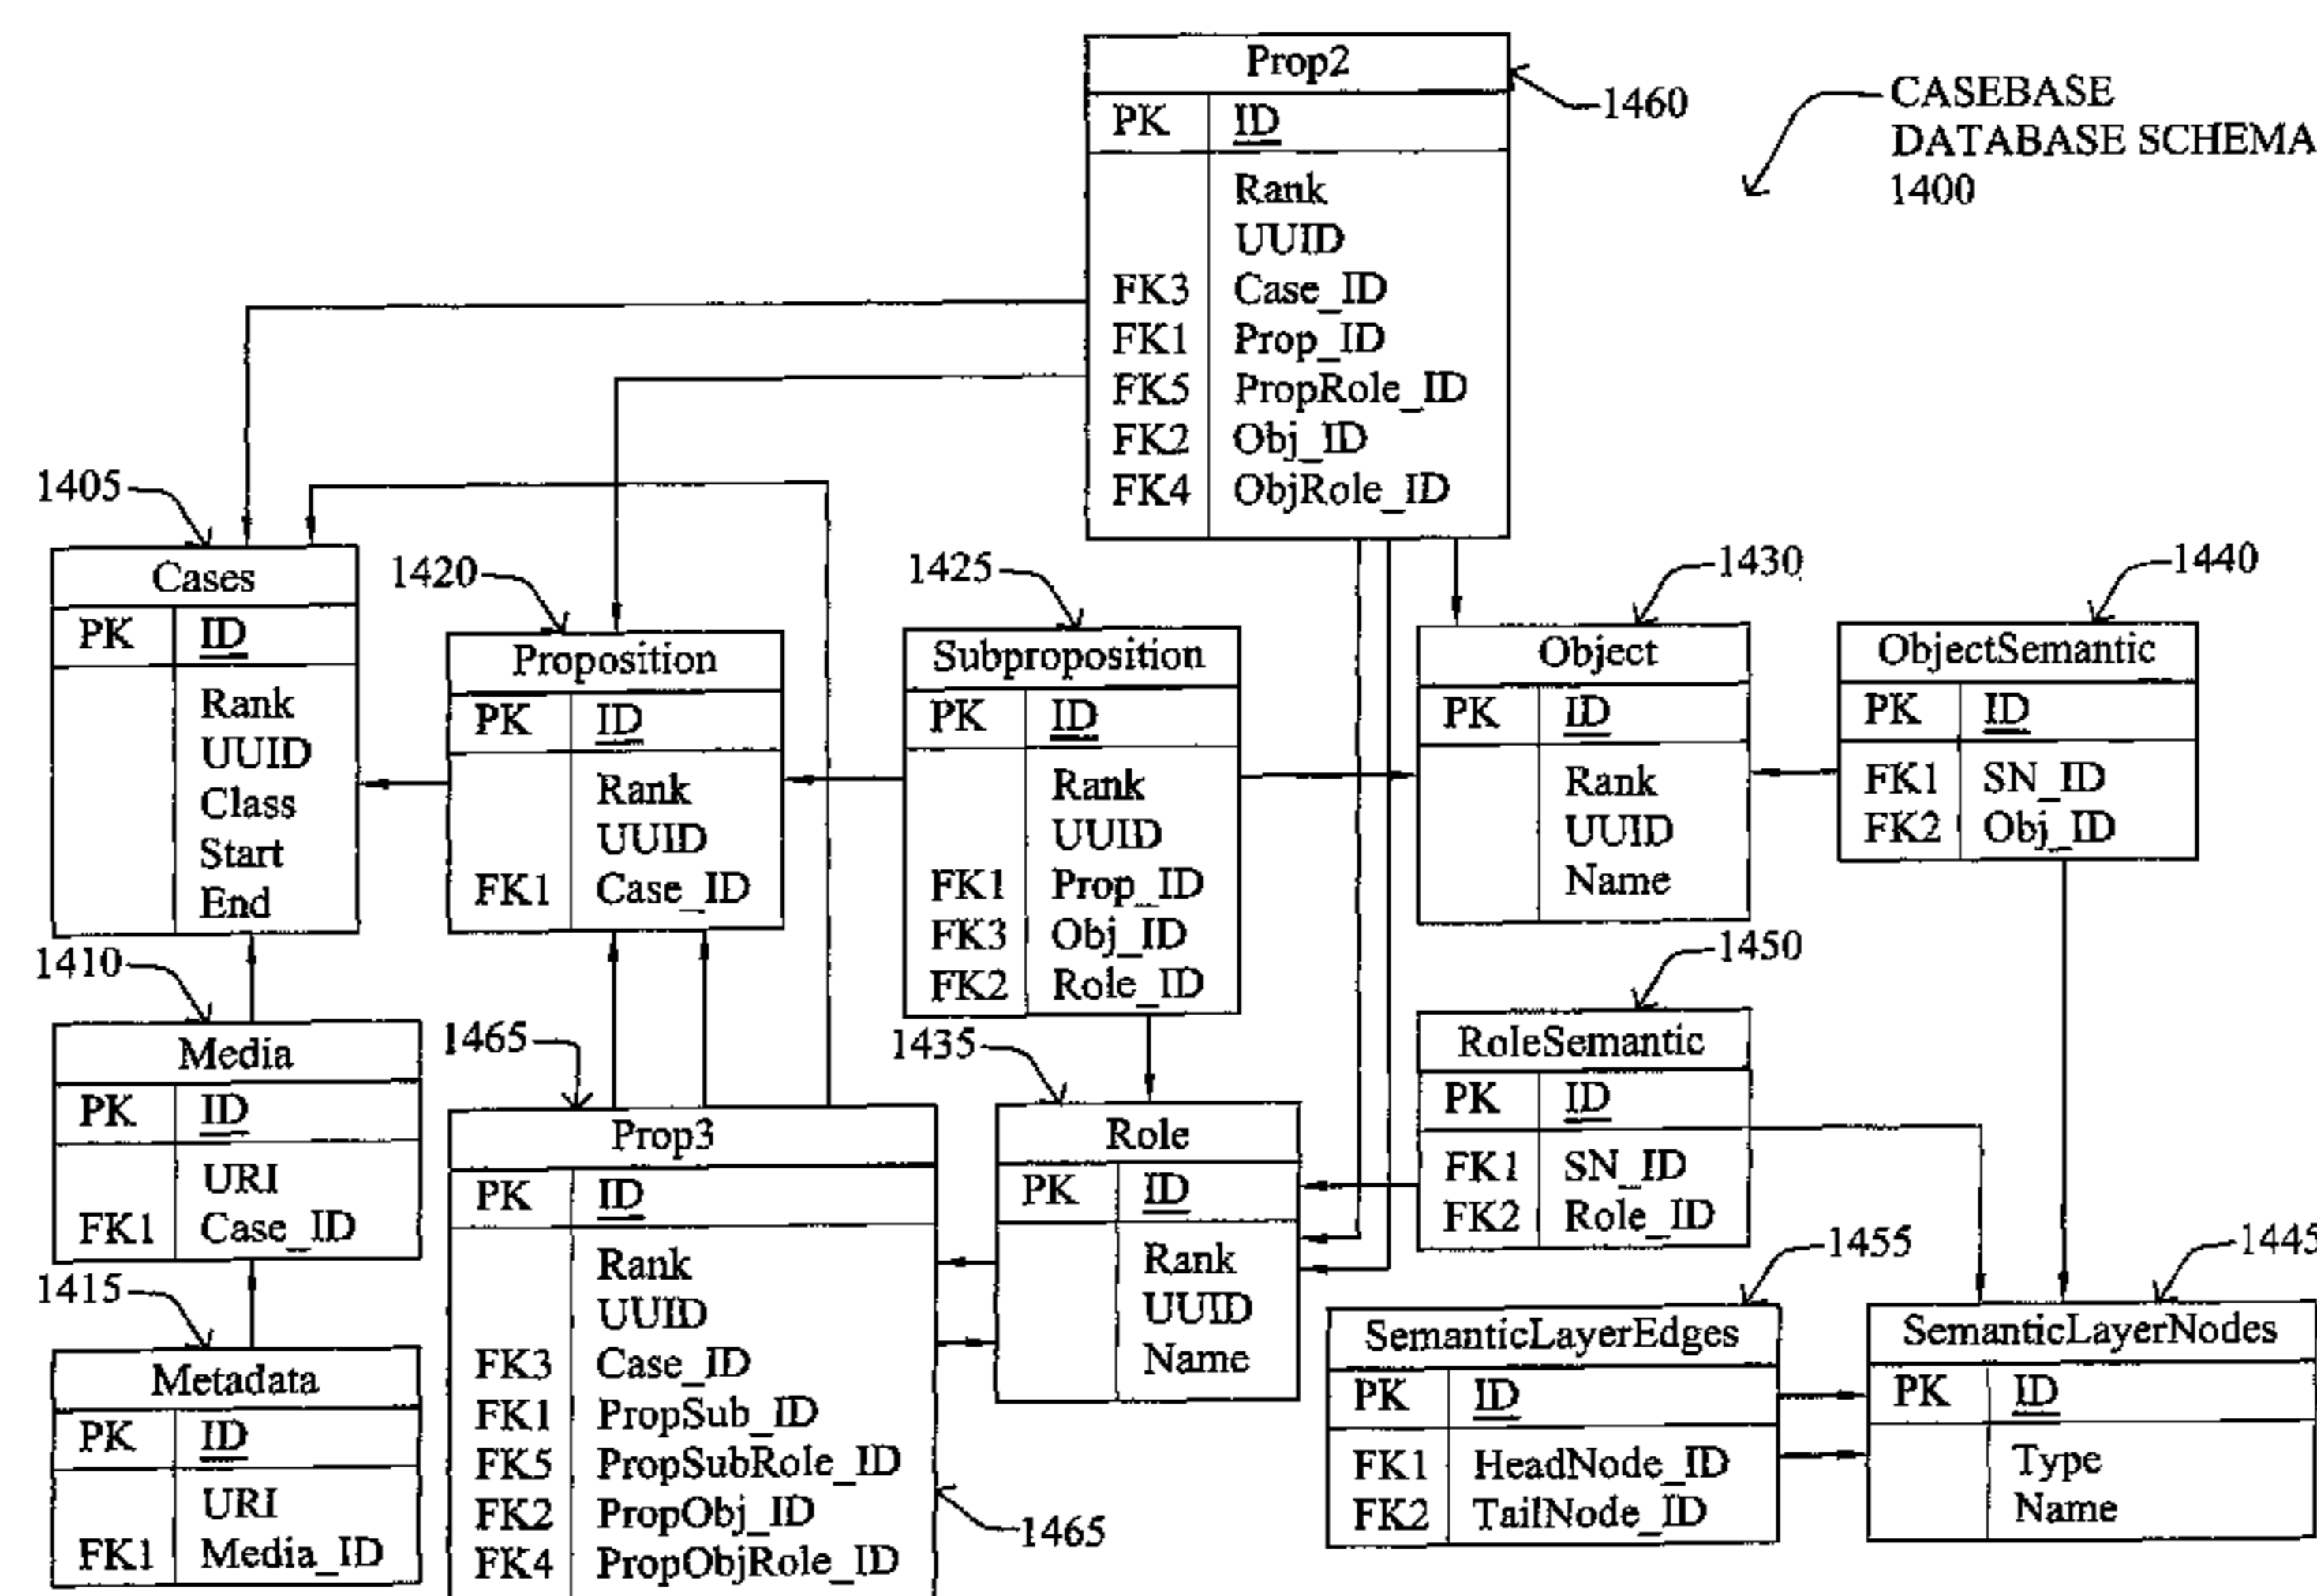 Prop2
PK ID
Rank
UUID
FK3 Case_ID
FK1 Prop_ID
FK5 PropRole_ID
FK2 Obj_ID
FK4 ObjRole_ID
1460
CASEBASE
DATABASE SCHEMA
1400
1405
Cases
PK ID
Rank
UUID
Class
Start
End
1420
Proposition
PK ID
Rank
UUID
FK1 Case_ID
1425
Subproposition
PK ID
Rank
UUID
FK1 Prop_ID
FK3 Obj_ID
FK2 Role_ID
1430
Object
PK ID
Rank
UUID
Name
1440
ObjectSemantic
PK ID
FK1 SN_ID
FK2 Obj_ID
1410
Media
PK ID
URI
FK1 Case_ID
1415
Metadata
PK ID
URI
FK1 Media_ID
1465
Prop3
PK ID
Rank
UUID
FK3 Case_ID
FK1 PropSub_ID
FK5 PropSubRole_ID
FK2 PropObj_ID
FK4 PropObjRole_ID
1465
1435
Role
PK ID
Rank
UUID
Name
1450
RoleSemantic
PK ID
FK1 SN_ID
FK2 Role_ID
1455
SemanticLayerEdges
PK ID
FK1 HeadNode_ID
FK2 TailNode_ID
1445
SemanticLayerNodes
PK ID
Type
Name